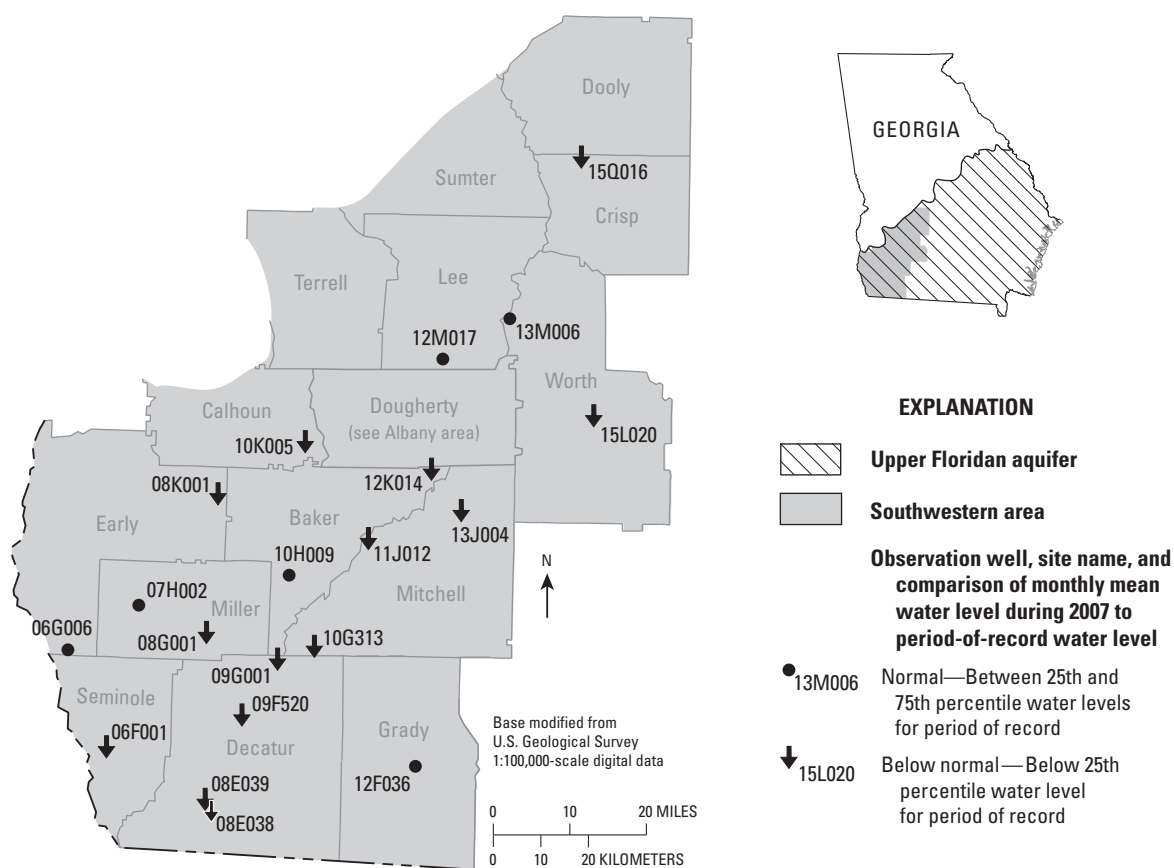 Dooly
15Q016
Sumter
Crisp
Terrell
Lee
13M006
12M017
Worth
Calhoun
Dougherty
(see Albany area)
15L020
10K005
08K001
12K014
Early
Baker
13J004
11J012
10H009
07H002
Miller
Mitchell
06G006
08G001
10G313
09G001
Seminole
09F520
06F001
Decatur
Grady
08E039
12F036
08E038
N
Base modified from
U.S. Geological Survey
1:100,000-scale digital data
0 10 20 MILES
0 10 20 KILOMETERS
GEORGIA
EXPLANATION
Upper Floridan aquifer
Southwestern area
Observation well, site name, and
comparison of monthly mean
water level during 2007 to
period-of-record water level
13M006 Normal—Between 25th and
75th percentile water levels
for period of record
15L020 Below normal—Below 25th
percentile water level
for period of record